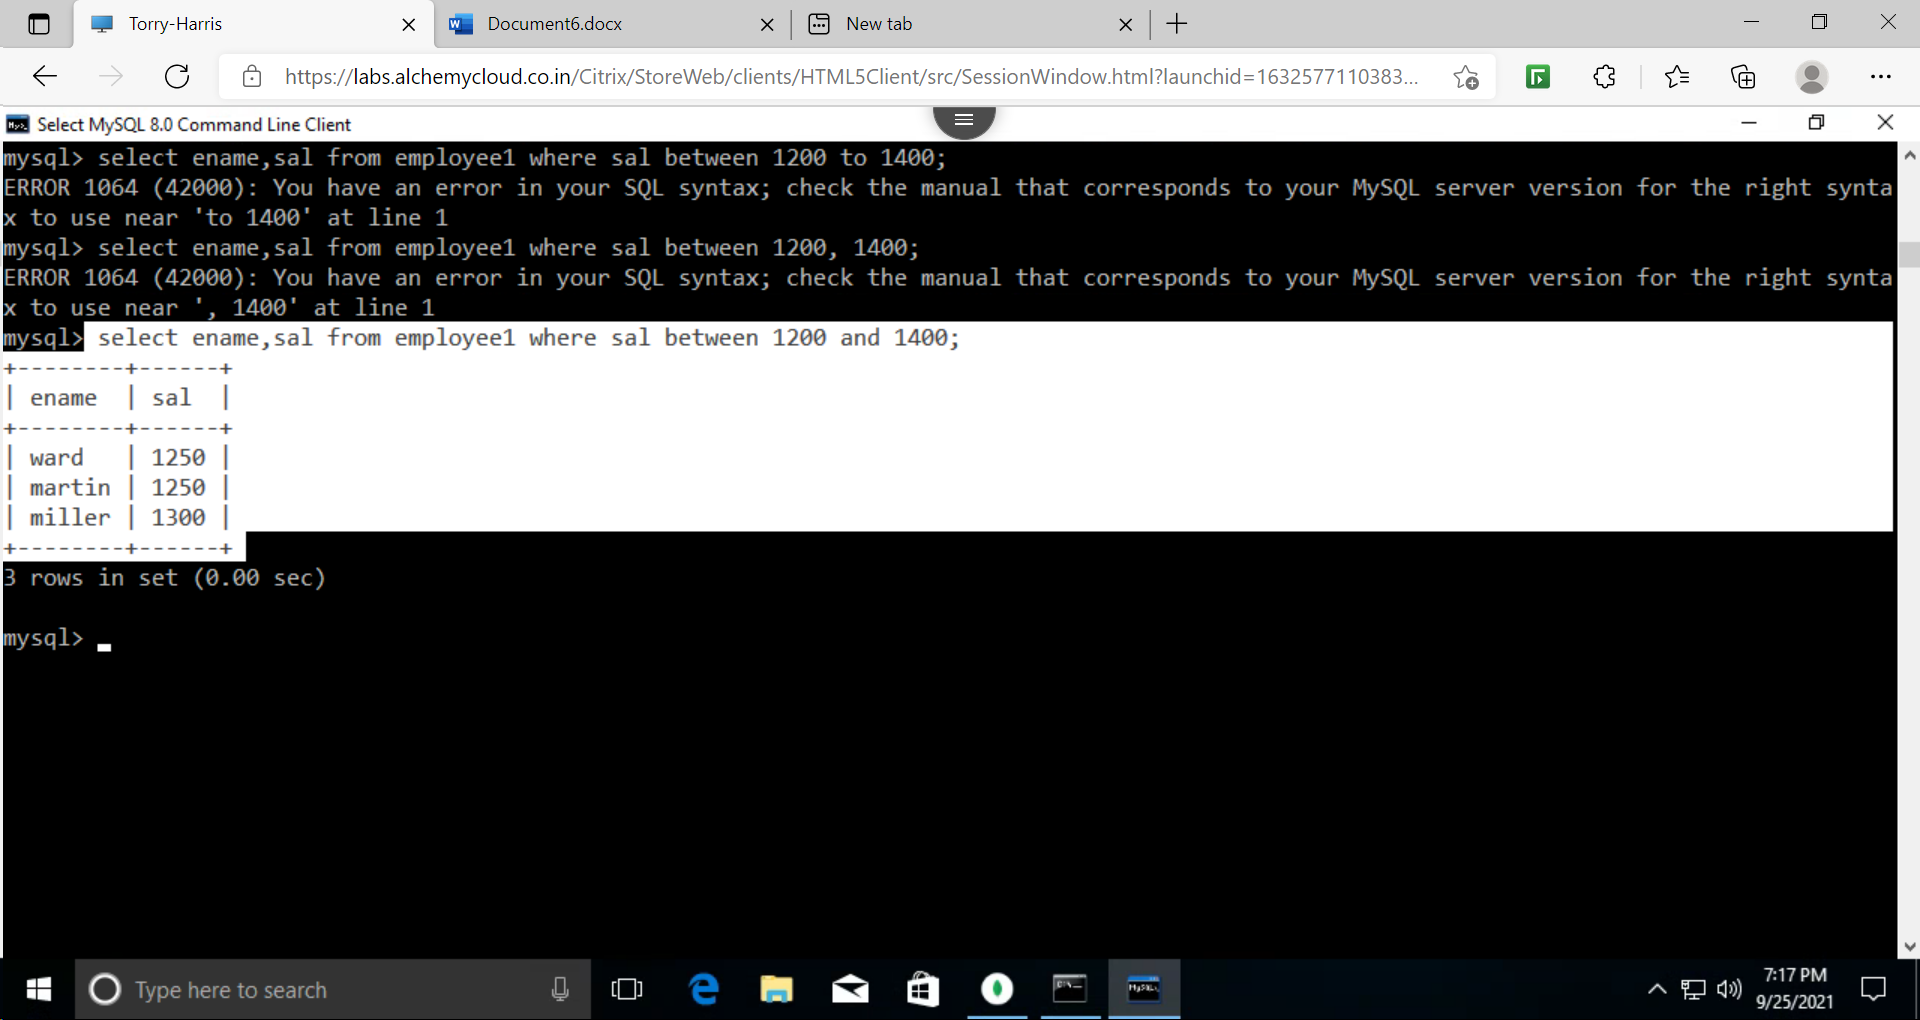 Torry-Harris
Document6.docx
New tab
https://labs.alchemycloud.co.in/Citrix/StoreWeb/clients/HTML5Client/src/SessionWindow.html?launchid=1632577110383...
Select MySQL 8.0 Command Line Client
mysql> select ename,sal from employee1 where sal between 1200 to 1400;
ERROR 1064 (42000): You have an error in your SQL syntax; check the manual that corresponds to your MySQL server version for the right synta
x to use near 'to 1400' at line 1
mysql> select ename,sal from employee1 where sal between 1200, 1400;
ERROR 1064 (42000): You have an error in your SQL syntax; check the manual that corresponds to your MySQL server version for the right synta
x to use near ', 1400' at line 1
mysql> select ename,sal from employee1 where sal between 1200 and 1400;
+--------+------+
| ename  | sal  |
+--------+------+
| ward   | 1250 |
| martin | 1250 |
| miller | 1300 |
+--------+------+
3 rows in set (0.00 sec)
mysql>
Type here to search
7:17 PM
9/25/2021